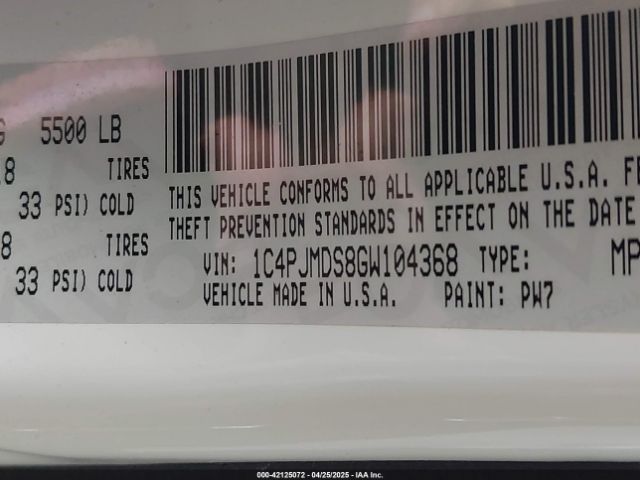 5500 LB
TIRES
33 PSI) COLD
TIRES
33 PSI) COLD
THIS VEHICLE CONFORMS TO ALL APPLICABLE U.S.A.
THEFT PREVENTION STANDARDS IN EFFECT ON THE DATE
VIN: 1C4PJMDS8GW104368 TYPE: MP
VEHICLE MADE IN U.S.A. PAINT: PW7
000-42125072 - 04/25/2025 - IAA Inc.